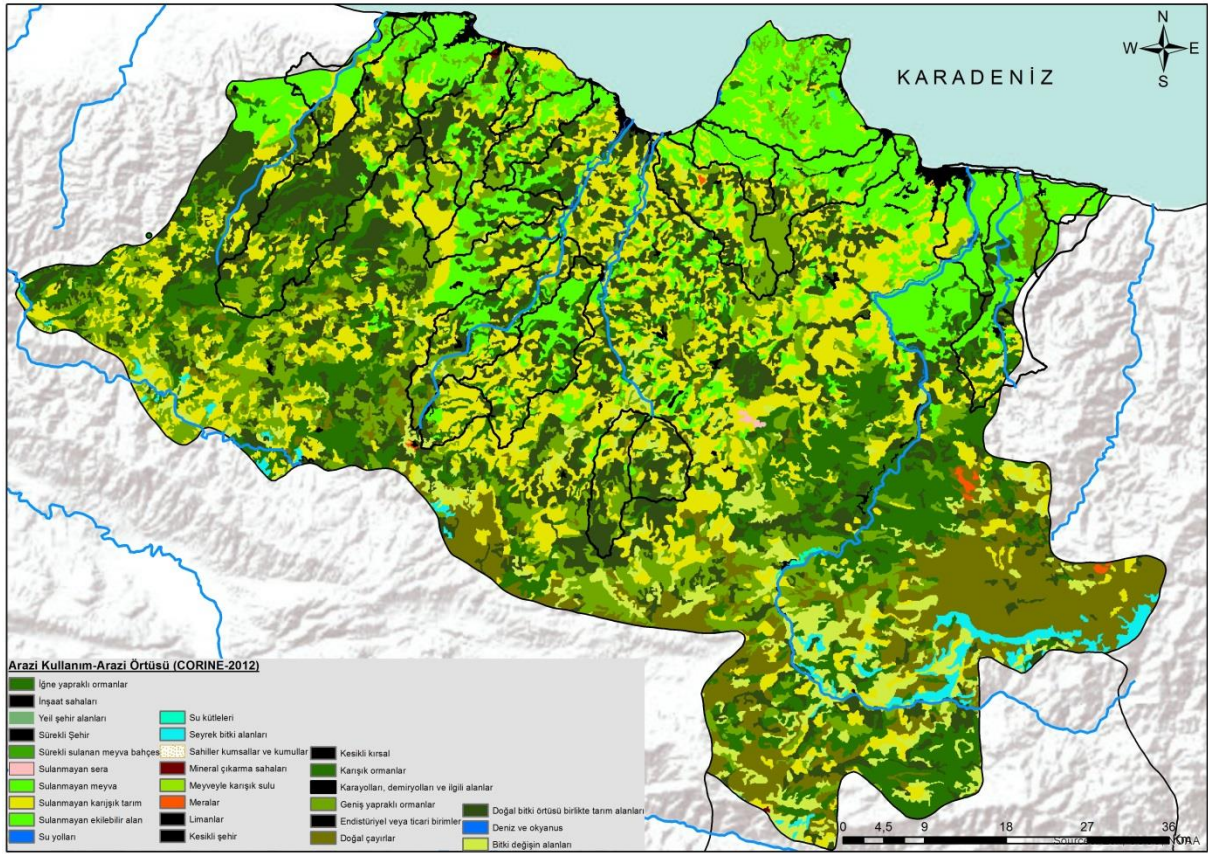 N
W E
S
KARADENİZ
Arazi Kullanım-Arazi Örtüsü (CORINE-2012)
İğne yapraklı ormanlar
İnşaat sahaları
Yeil şehir alanları
Sürekli Şehir
Sürekli sulanan meyva bahçes
Sulanmayan sera
Sulanmayan meyva
Sulanmayan karışık tarım
Sulanmayan ekilebilir alan
Su yolları
Su kütleleri
Seyrek bitki alanları
Sahiller kumsallar ve kumullar
Mineral çıkarma sahaları
Meyveyle karışık sulu
Meralar
Limanlar
Kesikli şehir
Kesikli kırsal
Karışık ormanlar
Karayolları, demiryolları ve ilgili alanlar
Geniş yapraklı ormanlar
Endistüriyel veya ticari birimler
Doğal çayırlar
Doğal bitki örtüsü birlikte tarım alanları
Deniz ve okyanus
Bitki değişin alanları
0 4,5 9 18 27 36
Km